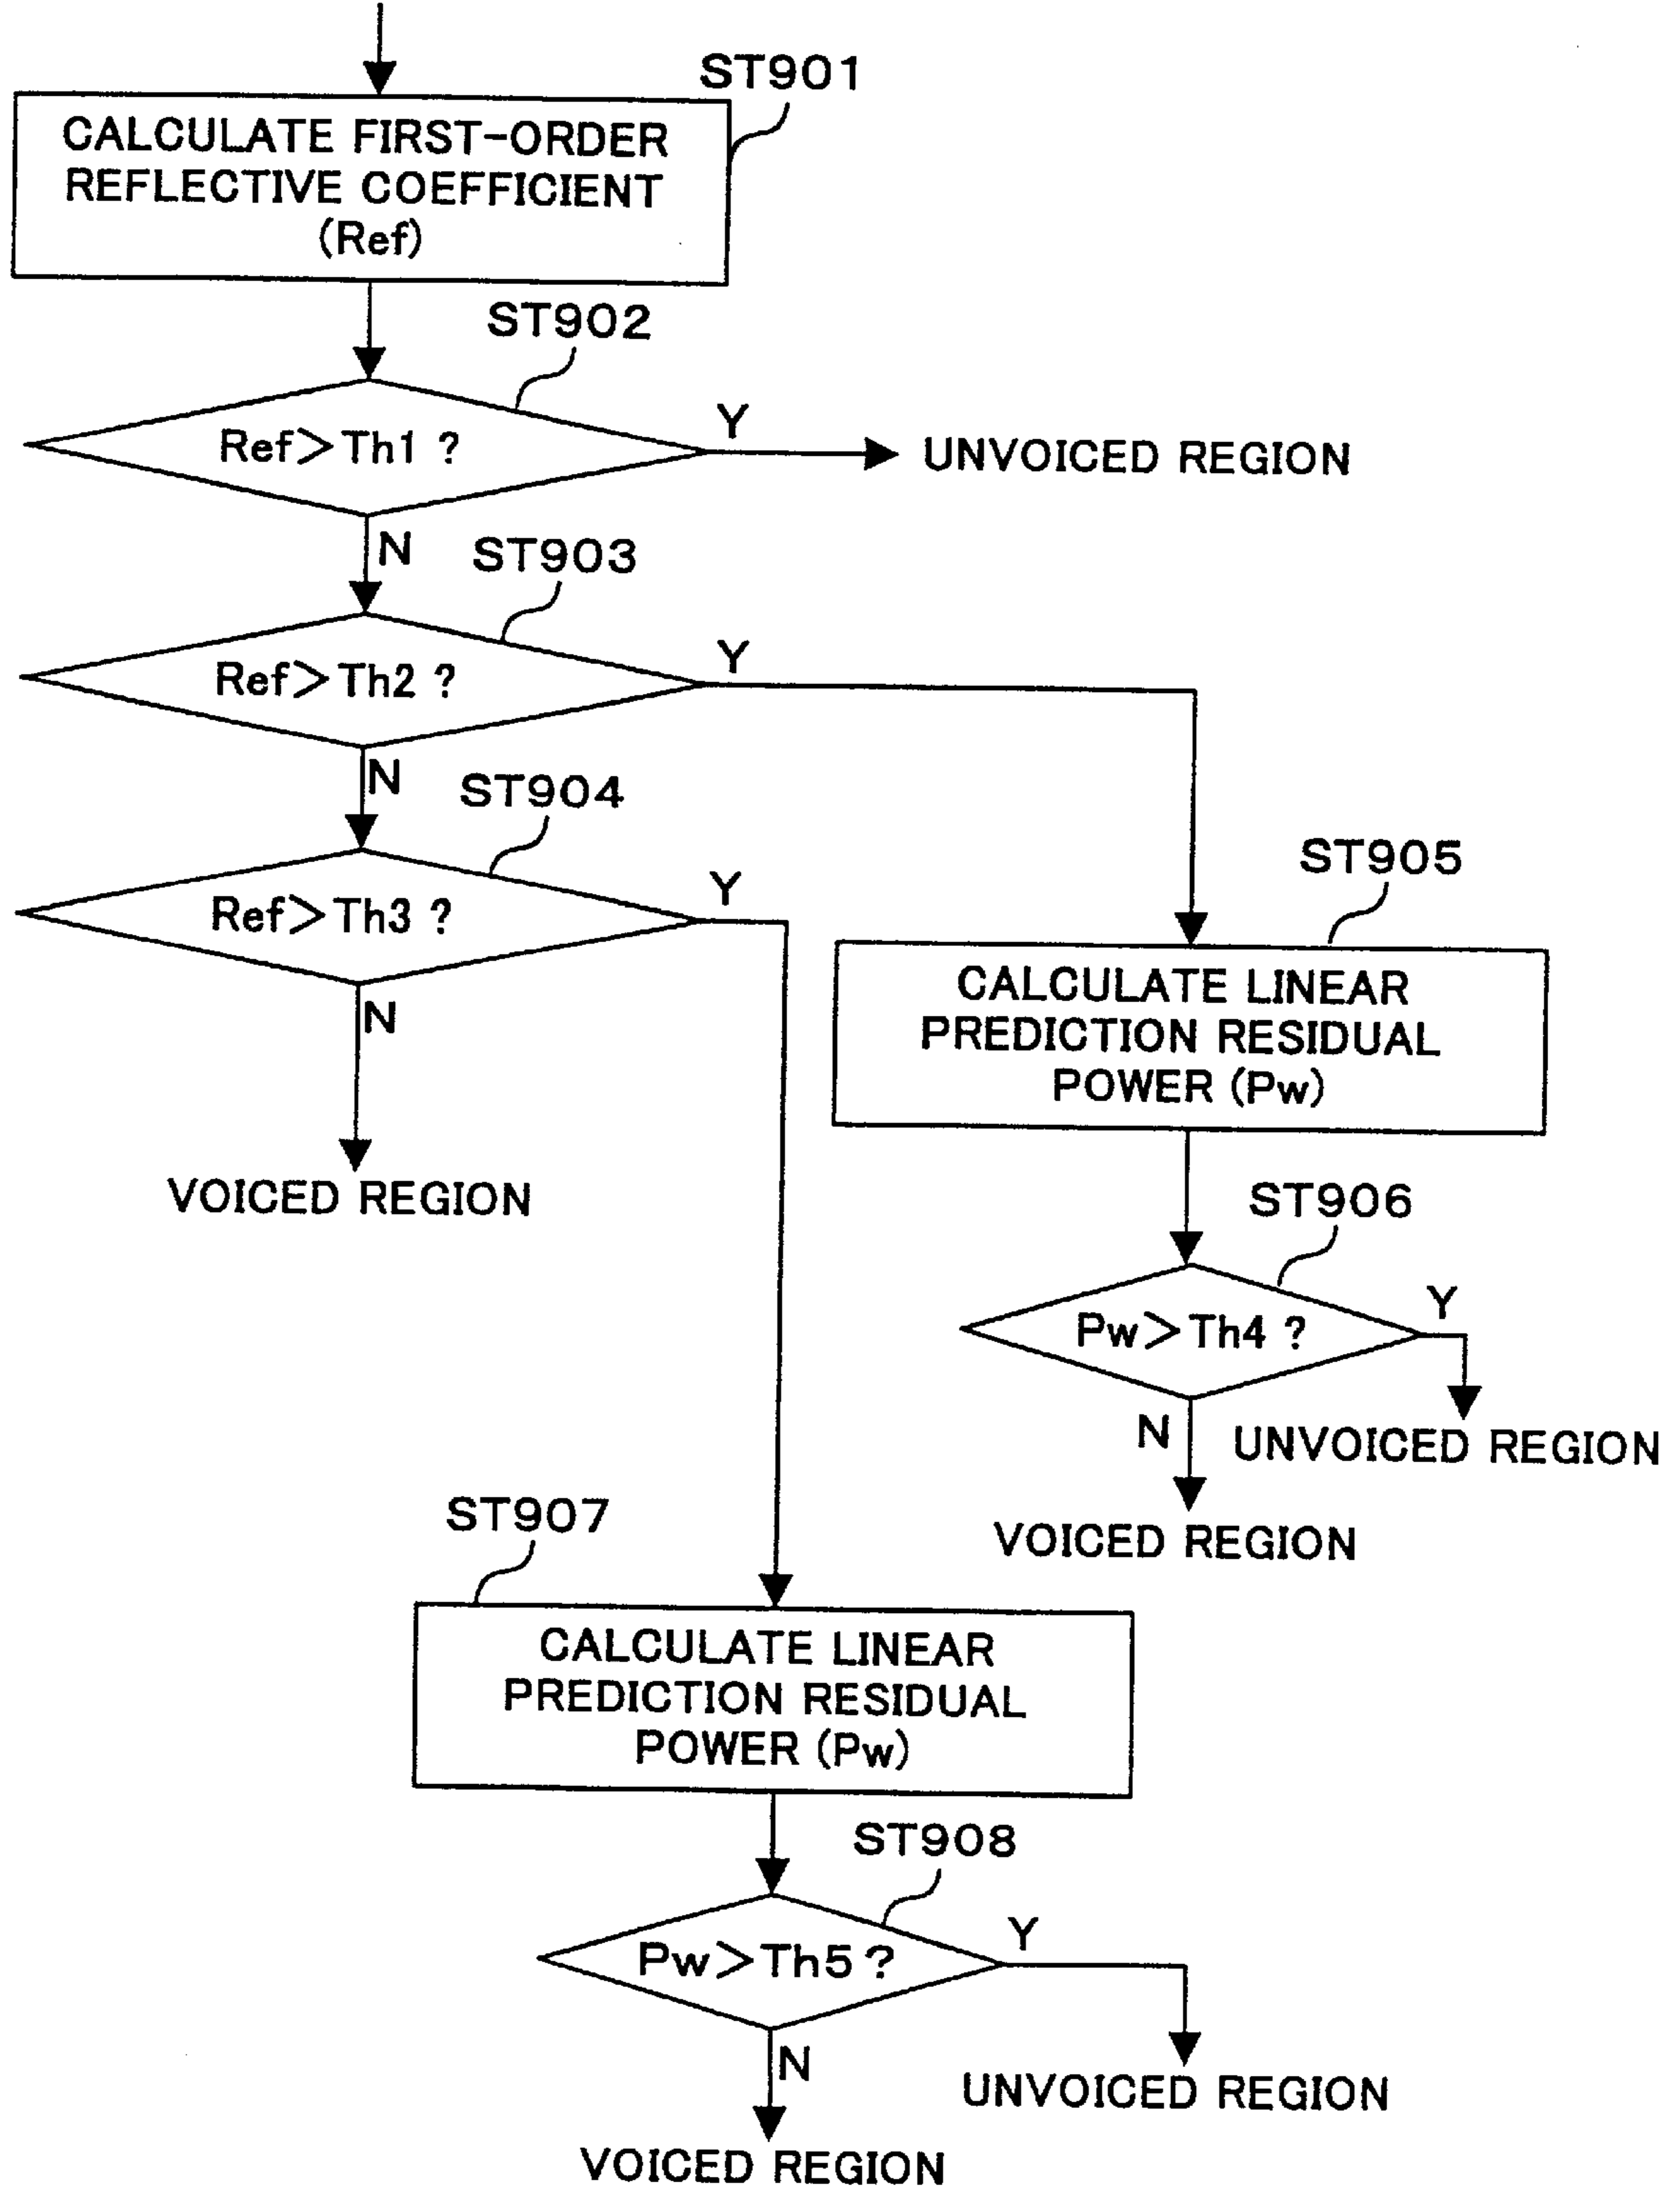 ST901
CALCULATE FIRST-ORDER
REFLECTIVE COEFFICIENT
(Ref)
ST902
Ref>Th1 ?
Y
UNVOICED REGION
N
ST903
Ref>Th2 ?
Y
N
ST904
Ref>Th3 ?
Y
N
VOICED REGION
ST905
CALCULATE LINEAR
PREDICTION RESIDUAL
POWER (Pw)
ST906
Pw>Th4 ?
Y
UNVOICED REGION
N
VOICED REGION
ST907
CALCULATE LINEAR
PREDICTION RESIDUAL
POWER (Pw)
ST908
Pw>Th5 ?
Y
UNVOICED REGION
N
VOICED REGION